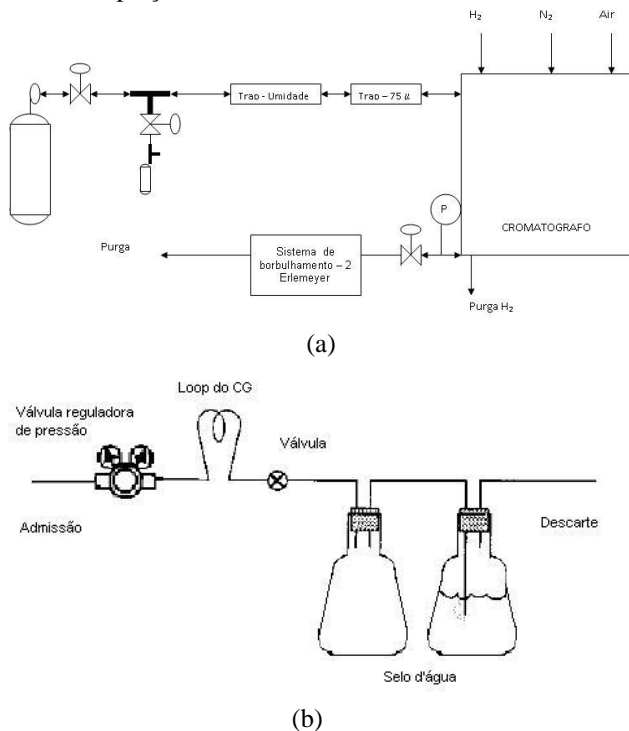 H2 N2 Air
Trap - Umidade
Trap – 75 u
P
CROMATOGRAFO
Purga
Sistema de
borbulhamento – 2
Erlemeyer
Purga H2
(a)
Loop do CG
Válvula reguladora
de pressão
Válvula
Admissão
Descarte
Selo d'água
(b)